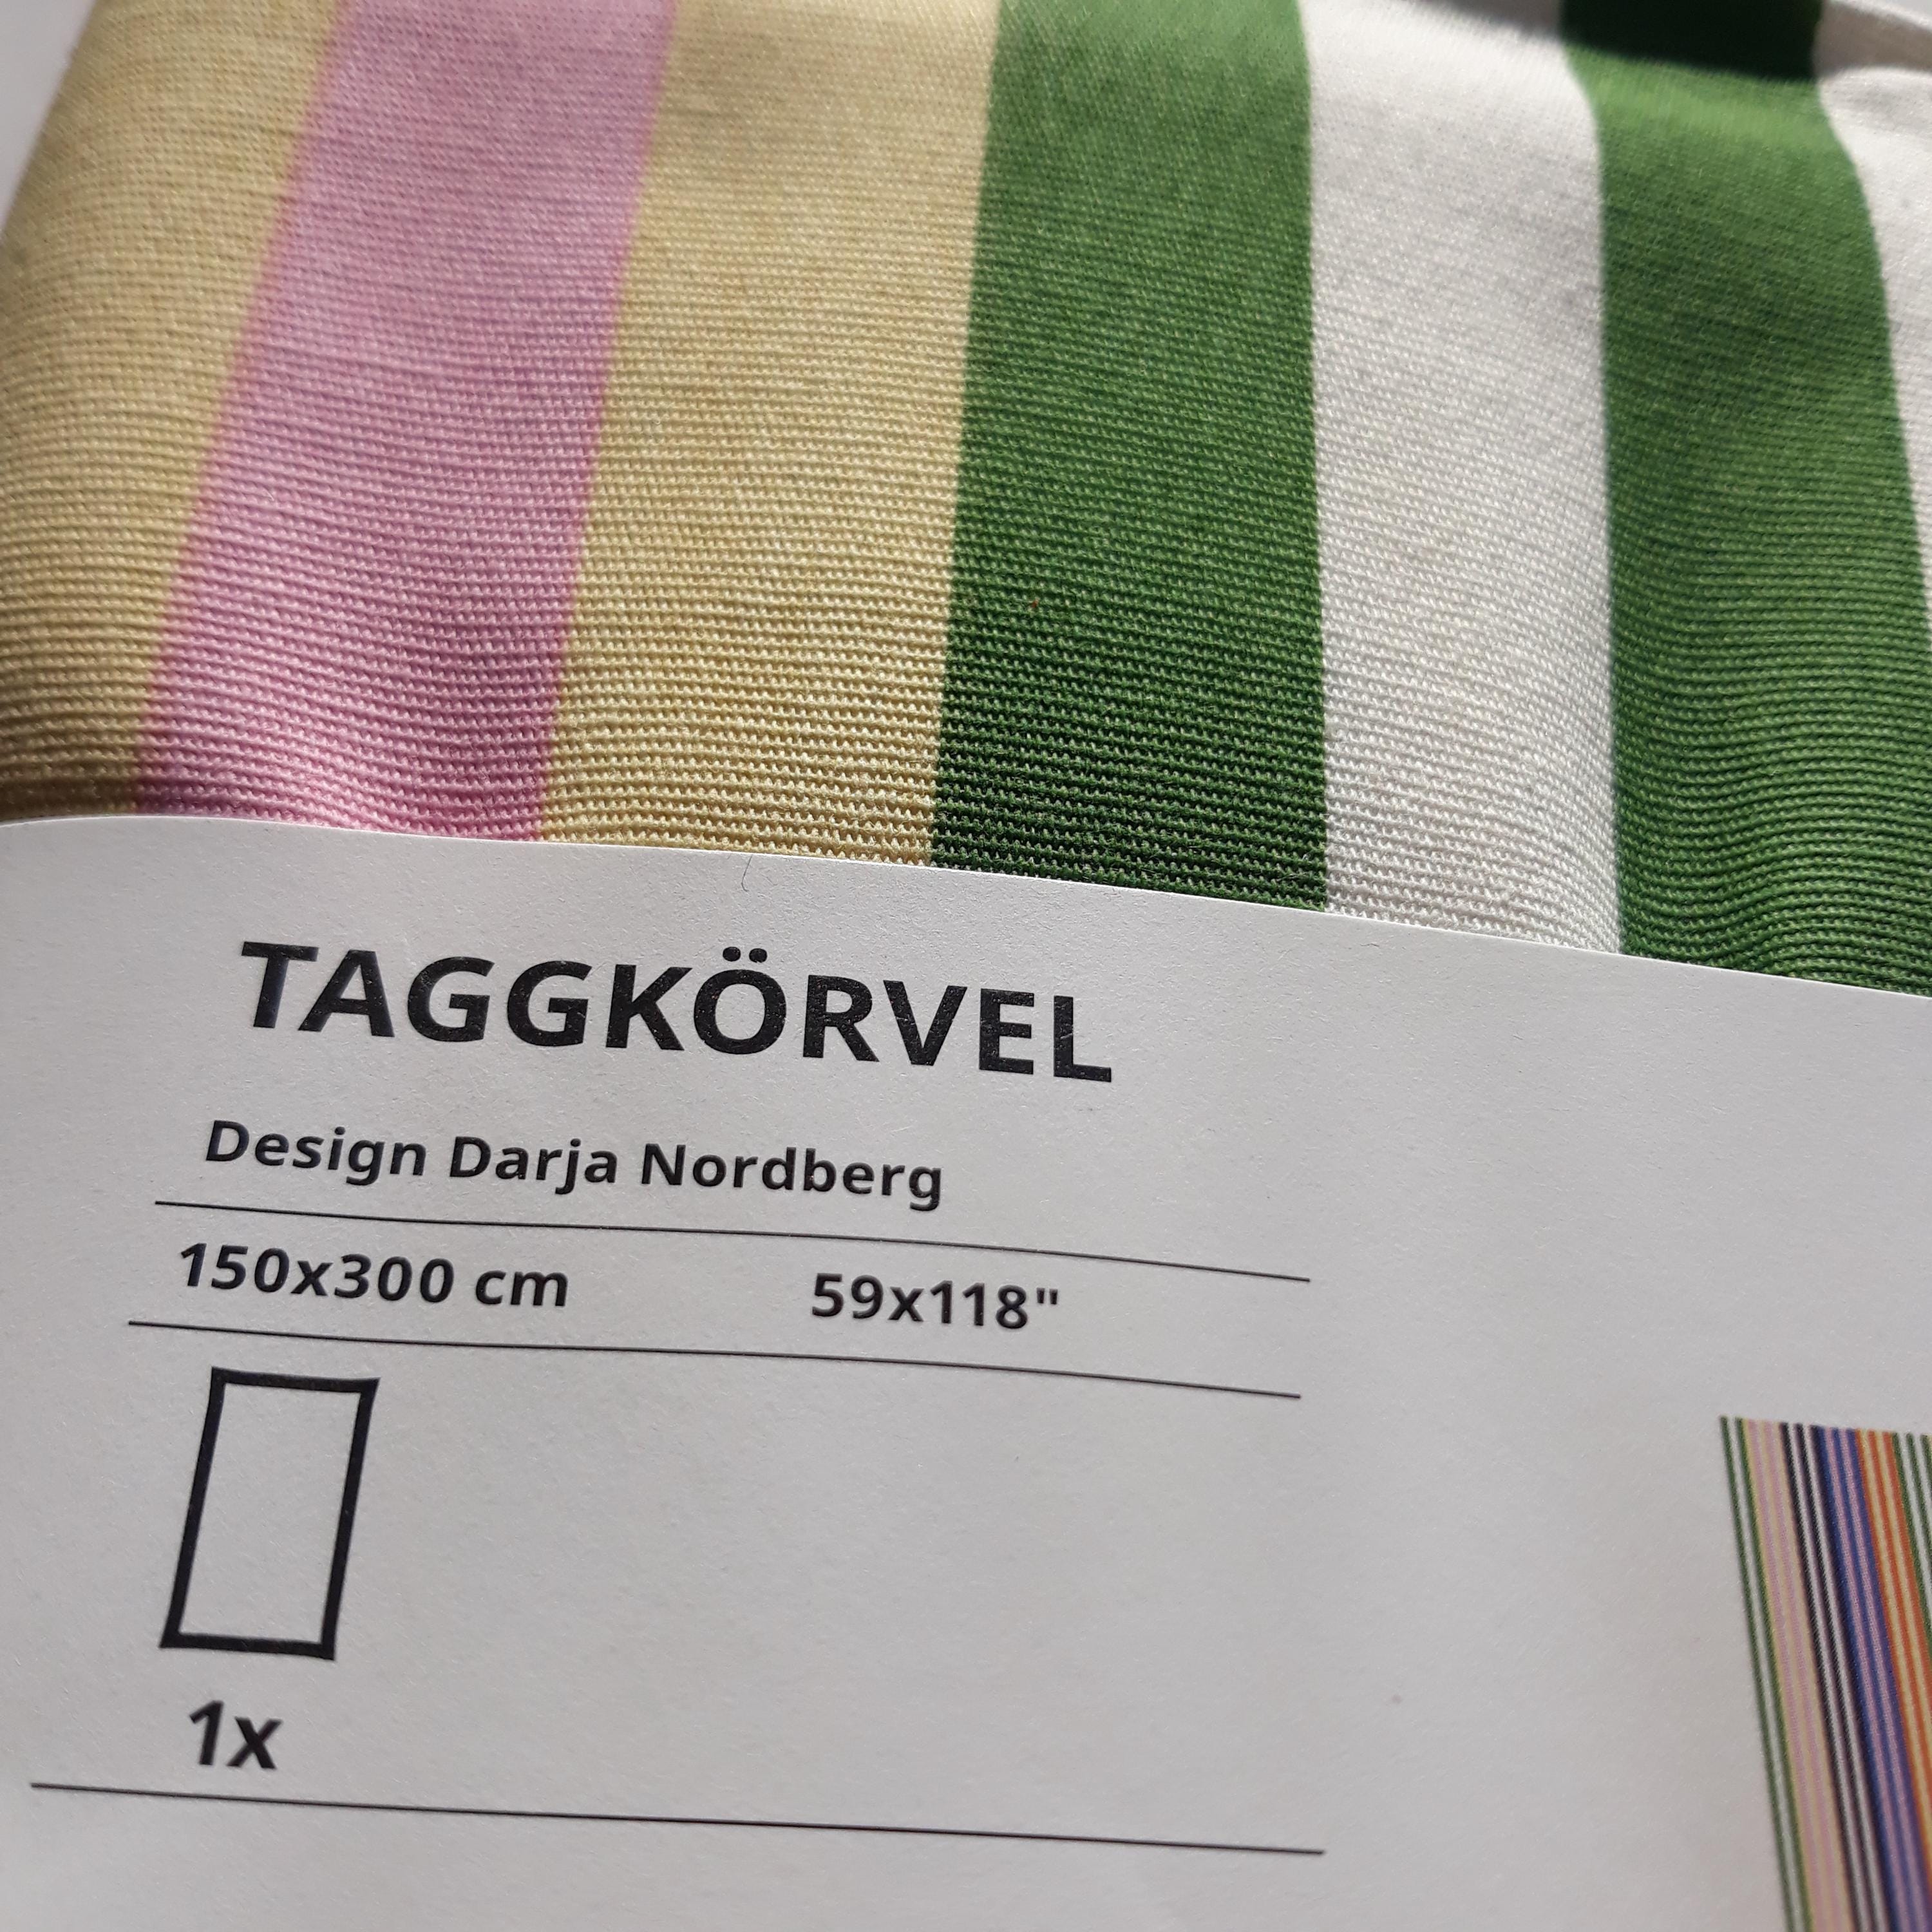 TAGGKÖRVEL
Design Darja Nordberg
150x300 cm 59x118"
1x